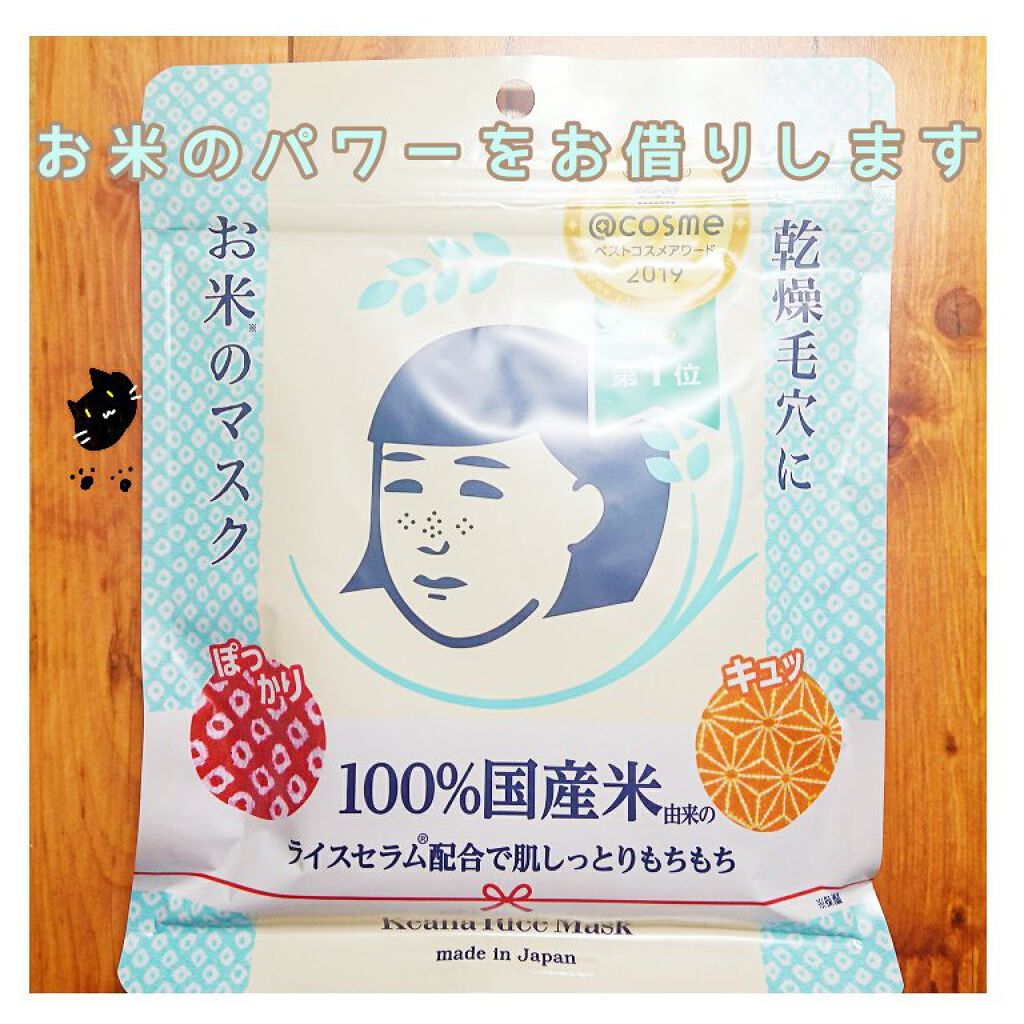 お米のパワーをお借りします
@cosme
ベストコスメアワード
2019
第1位
乾燥毛穴に
お米※のマスク
ぽっかり
キュッ
100%国産米由来の
ライスセラム®配合で肌しっとりもちもち
※保湿
Keana Rice Mask
made in Japan